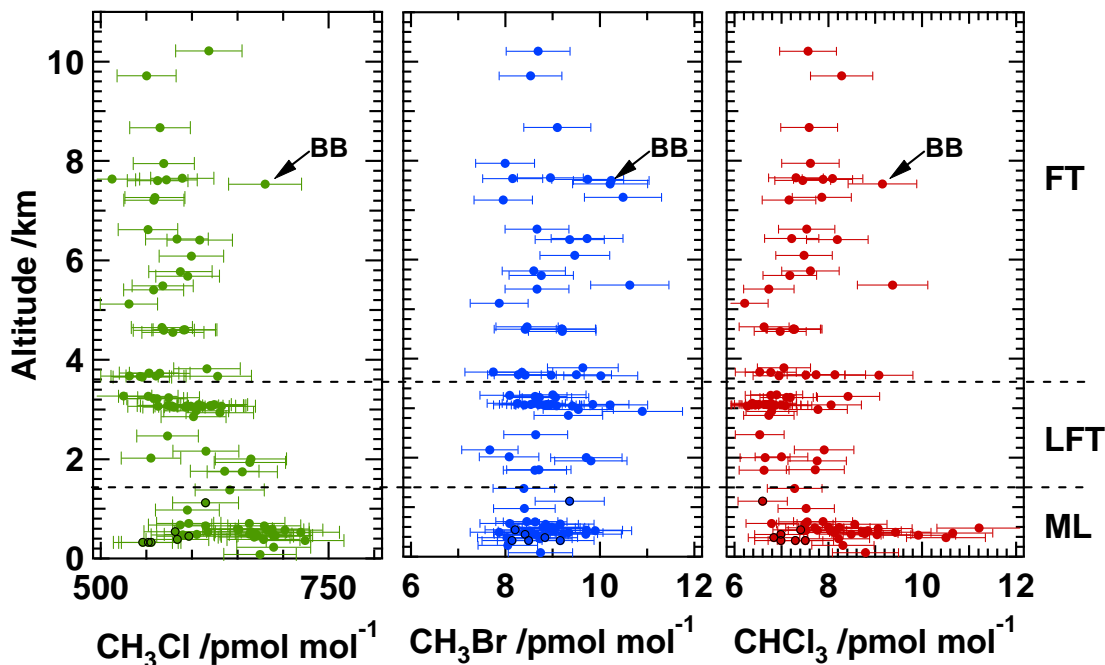 Altitude /km
10
8
6
4
2
0
BB
BB
BB
FT
LFT
ML
500 750
6 8 10 12
6 8 10 12
CH₃Cl /pmol mol⁻¹
CH₃Br /pmol mol⁻¹
CHCl₃ /pmol mol⁻¹